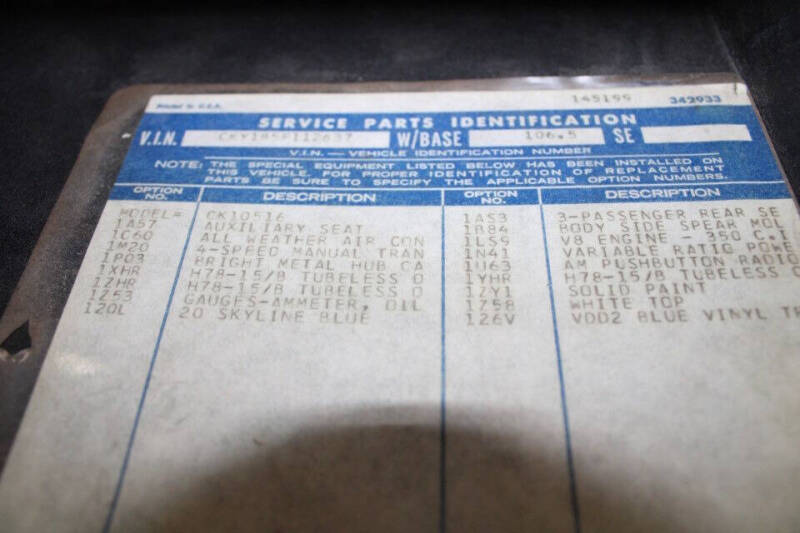 Printed in U.S.A. 145199 342933
SERVICE PARTS IDENTIFICATION
V.I.N. CKY185F112637 W/BASE 106.5 SE
V.I.N. — VEHICLE IDENTIFICATION NUMBER
NOTE: THE SPECIAL EQUIPMENT LISTED BELOW HAS BEEN INSTALLED ON
THIS VEHICLE. FOR PROPER IDENTIFICATION OF REPLACEMENT
PARTS BE SURE TO SPECIFY THE APPLICABLE OPTION NUMBERS.
OPTION NO. DESCRIPTION OPTION NO. DESCRIPTION
MODEL= CK10516 1AS3 3-PASSENGER REAR SE
1A57 AUXILIARY SEAT 1B84 BODY SIDE SPEAR MOL
1C60 ALL WEATHER AIR CON 1LS9 V8 ENGINE - 350 C.I
1M20 4-SPEED MANUAL TRAN 1N41 VARIABLE RATIO POWE
1P03 BRIGHT METAL HUB CA 1U63 AM PUSHBUTTON RADIO
1XHR H78-15/B TUBELESS O 1YHR H78-15/B TUBELESS O
1ZHR H78-15/B TUBELESS O 1ZY1 SOLID PAINT
1Z53 GAUGES-AMMETER, OIL 1Z58 WHITE TOP
120L 20 SKYLINE BLUE 126V VDD2 BLUE VINYL TR